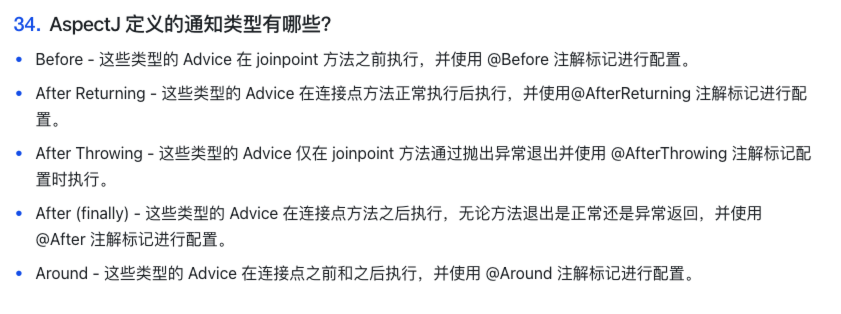 34. AspectJ 定义的通知类型有哪些?
• Before - 这些类型的 Advice 在 joinpoint 方法之前执行，并使用 @Before 注解标记进行配置。
• After Returning - 这些类型的 Advice 在连接点方法正常执行后执行，并使用@AfterReturning 注解标记进行配
置。
• After Throwing - 这些类型的 Advice 仅在 joinpoint 方法通过抛出异常退出并使用 @AfterThrowing 注解标记配
置时执行。
• After (finally) - 这些类型的 Advice 在连接点方法之后执行，无论方法退出是正常还是异常返回，并使用
@After 注解标记进行配置。
• Around - 这些类型的 Advice 在连接点之前和之后执行，并使用 @Around 注解标记进行配置。